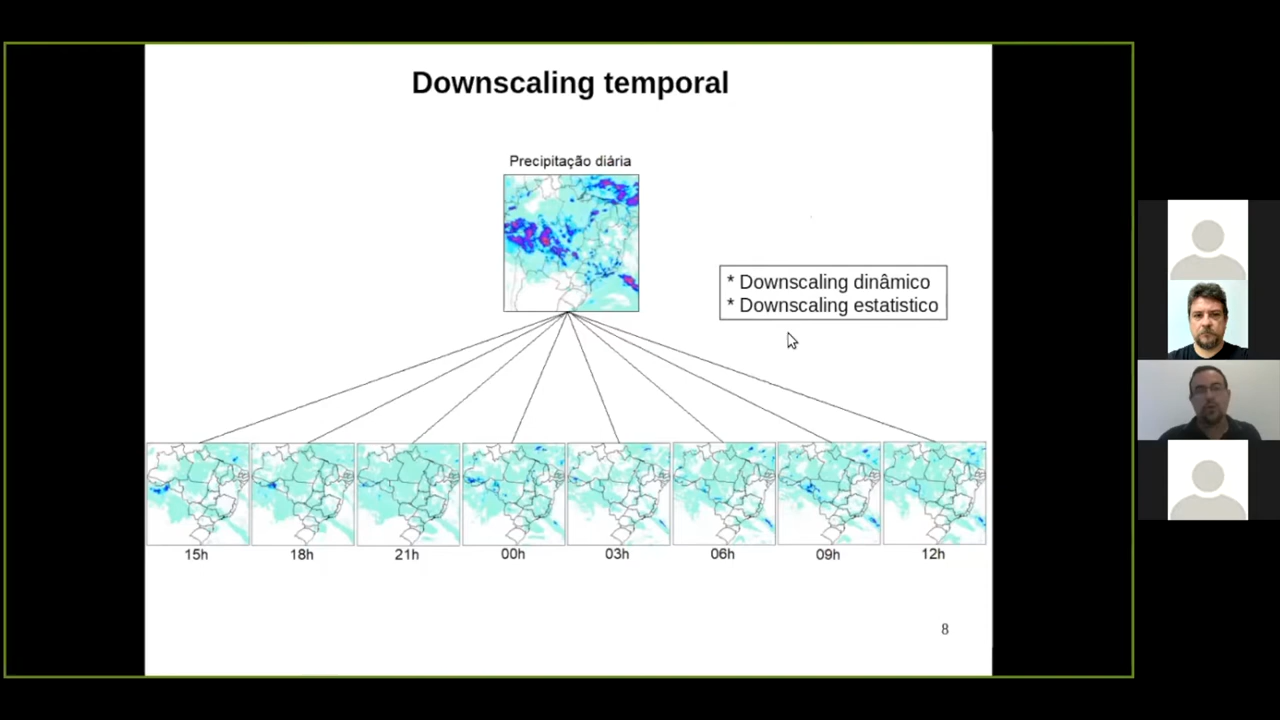 Downscaling temporal
Precipitação diária
* Downscaling dinâmico
* Downscaling estatistico
15h 18h 21h 00h 03h 06h 09h 12h
8